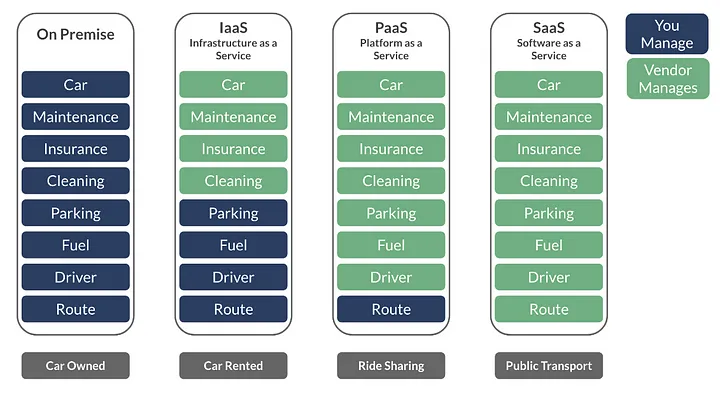 On Premise
Car
Maintenance
Insurance
Cleaning
Parking
Fuel
Driver
Route
Car Owned
IaaS
Infrastructure as a
Service
Car
Maintenance
Insurance
Cleaning
Parking
Fuel
Driver
Route
Car Rented
PaaS
Platform as a
Service
Car
Maintenance
Insurance
Cleaning
Parking
Fuel
Driver
Route
Ride Sharing
SaaS
Software as a
Service
Car
Maintenance
Insurance
Cleaning
Parking
Fuel
Driver
Route
Public Transport
You
Manage
Vendor
Manages